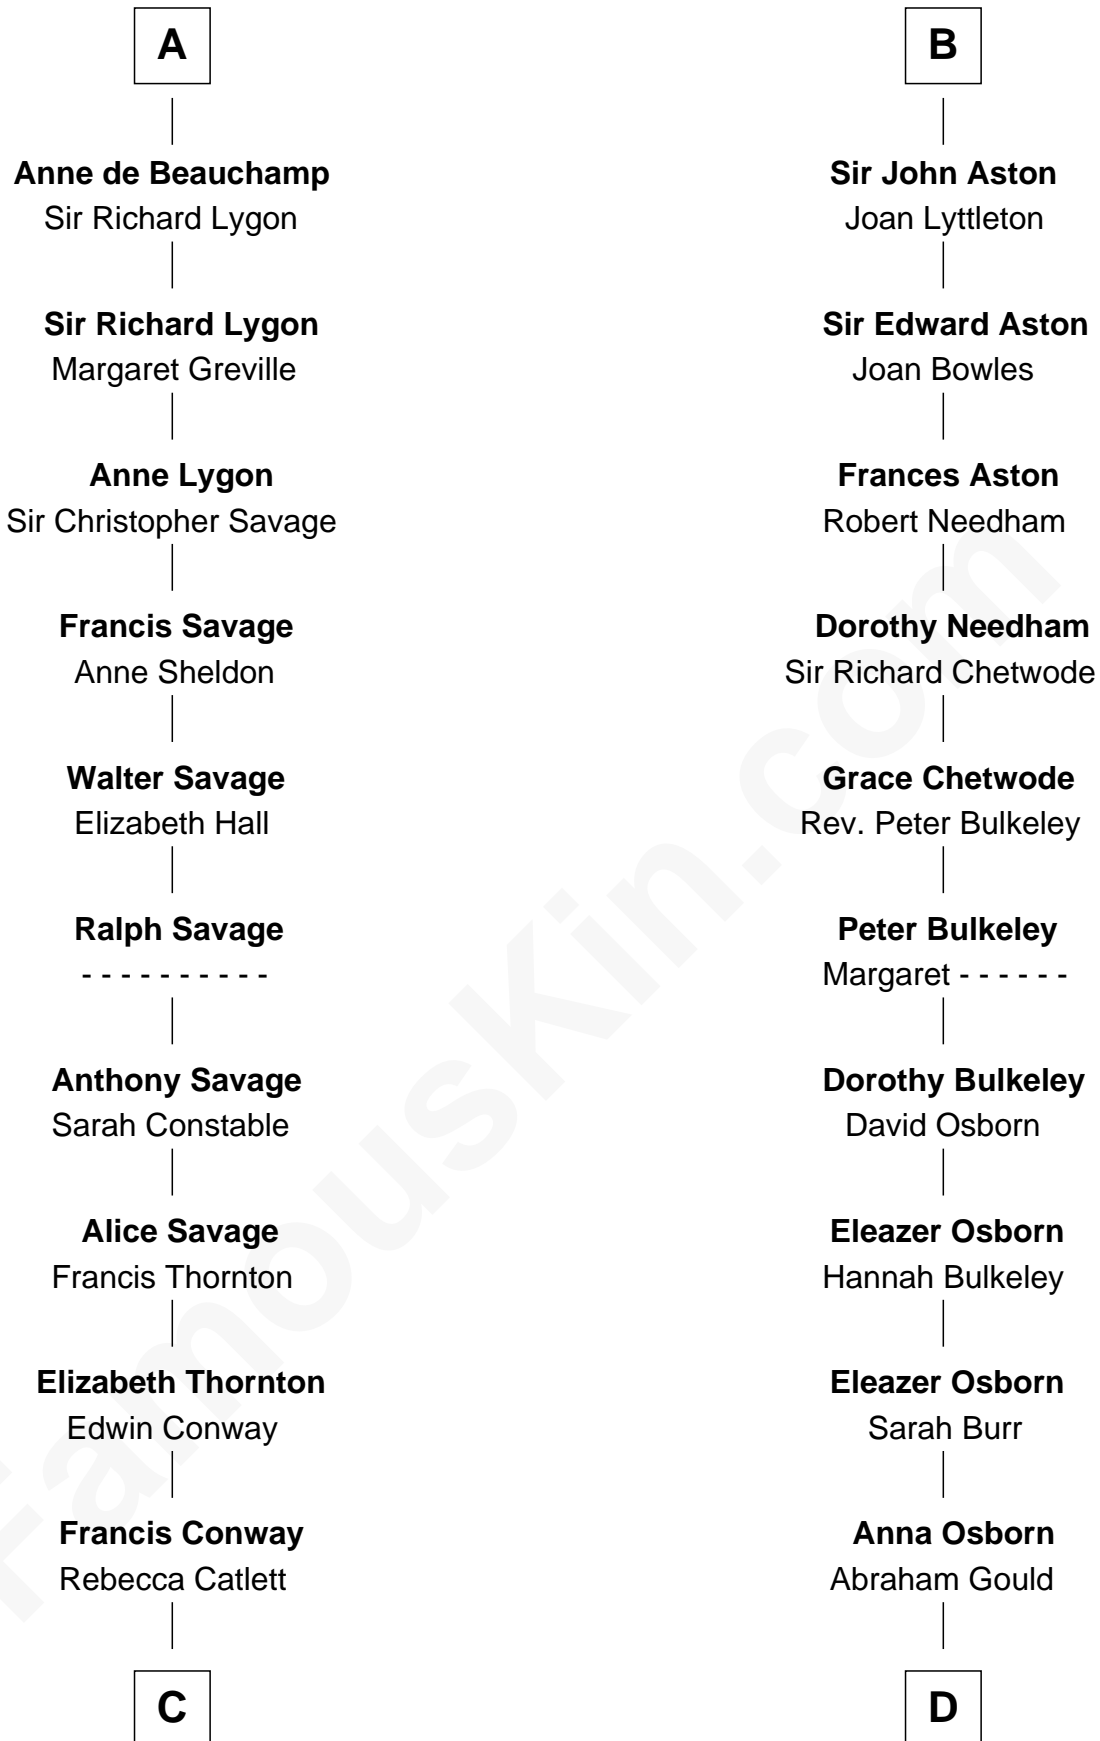 A
Anne de Beauchamp
Sir Richard Lygon
Sir Richard Lygon
Margaret Greville
Anne Lygon
Sir Christopher Savage
Francis Savage
Anne Sheldon
Walter Savage
Elizabeth Hall
Ralph Savage
- - - - - - - - - -
Anthony Savage
Sarah Constable
Alice Savage
Francis Thornton
Elizabeth Thornton
Edwin Conway
Francis Conway
Rebecca Catlett
C
B
Sir John Aston
Joan Lyttleton
Sir Edward Aston
Joan Bowles
Frances Aston
Robert Needham
Dorothy Needham
Sir Richard Chetwode
Grace Chetwode
Rev. Peter Bulkeley
Peter Bulkeley
Margaret - - - - - -
Dorothy Bulkeley
David Osborn
Eleazer Osborn
Hannah Bulkeley
Eleazer Osborn
Sarah Burr
Anna Osborn
Abraham Gould
D
FamousKin.com